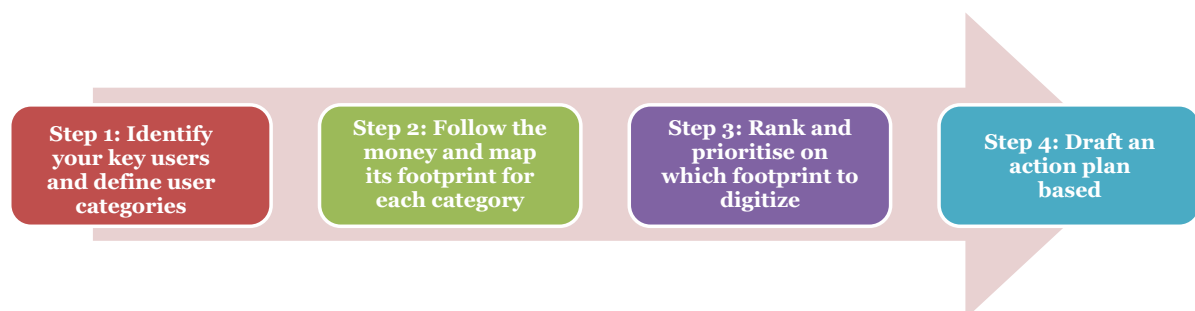 Step 1: Identify
your key users
and define user
categories
Step 2: Follow the
money and map
its footprint for
each category
Step 3: Rank and
prioritise on
which footprint to
digitize
Step 4: Draft an
action plan
based